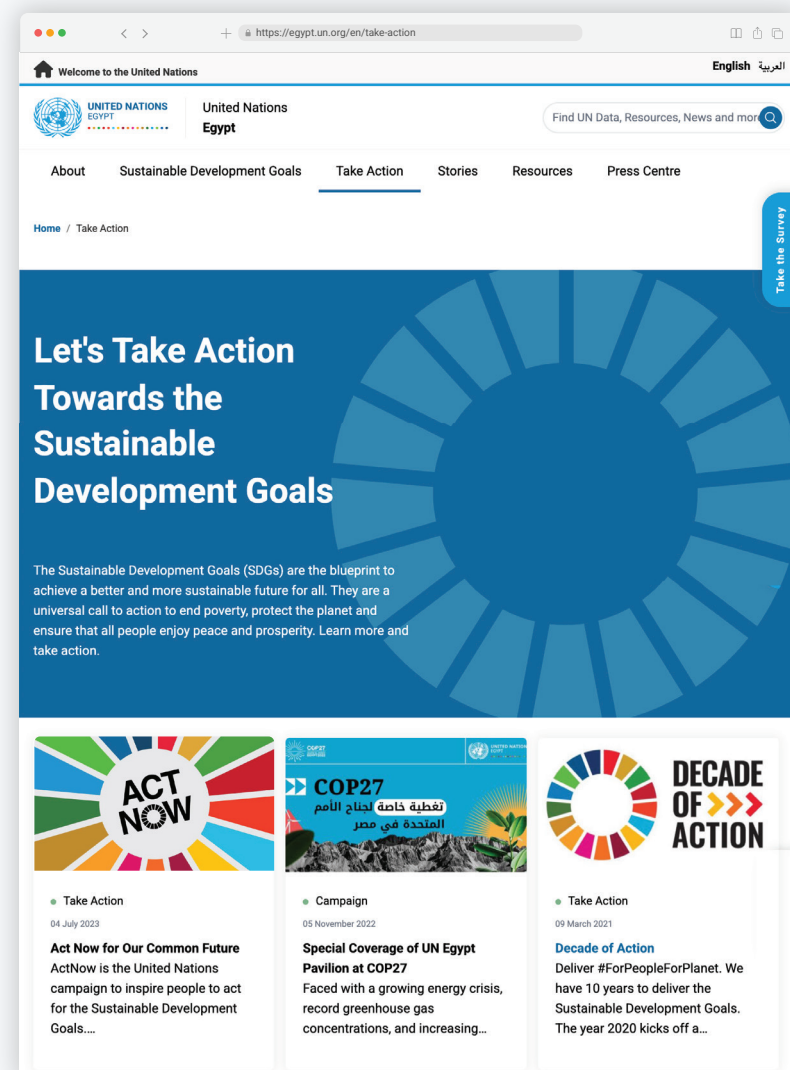 https://egypt.un.org/en/take-action
Welcome to the United Nations
English العربية
UNITED NATIONS
EGYPT
United Nations
Egypt
Find UN Data, Resources, News and mor
About Sustainable Development Goals Take Action Stories Resources Press Centre
Home / Take Action
Take the Survey
Let's Take Action
Towards the
Sustainable
Development Goals
The Sustainable Development Goals (SDGs) are the blueprint to
achieve a better and more sustainable future for all. They are a
universal call to action to end poverty, protect the planet and
ensure that all people enjoy peace and prosperity. Learn more and
take action.
ACT
NOW
Take Action
04 July 2023
Act Now for Our Common Future
ActNow is the United Nations
campaign to inspire people to act
for the Sustainable Development
Goals....
COP27
UNITED NATIONS
EGYPT
COP27
تغطية خاصة لجناح الأمم
المتحدة في مصر
Campaign
05 November 2022
Special Coverage of UN Egypt
Pavilion at COP27
Faced with a growing energy crisis,
record greenhouse gas
concentrations, and increasing...
DECADE
OF >>>
ACTION
Take Action
09 March 2021
Decade of Action
Deliver #ForPeopleForPlanet. We
have 10 years to deliver the
Sustainable Development Goals.
The year 2020 kicks off a...